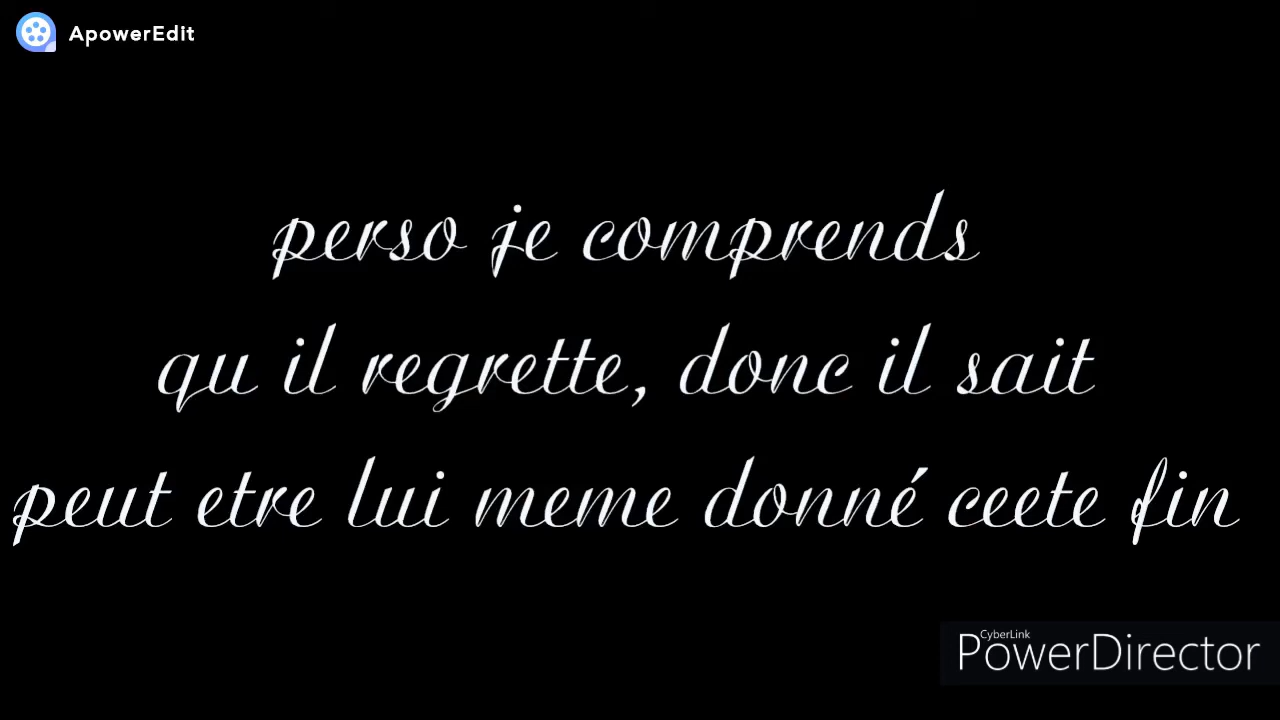 ApowerEdit
perso je comprends
qu il regrette, donc il sait
peut etre lui meme donné ceete fin
CyberLink
PowerDirector